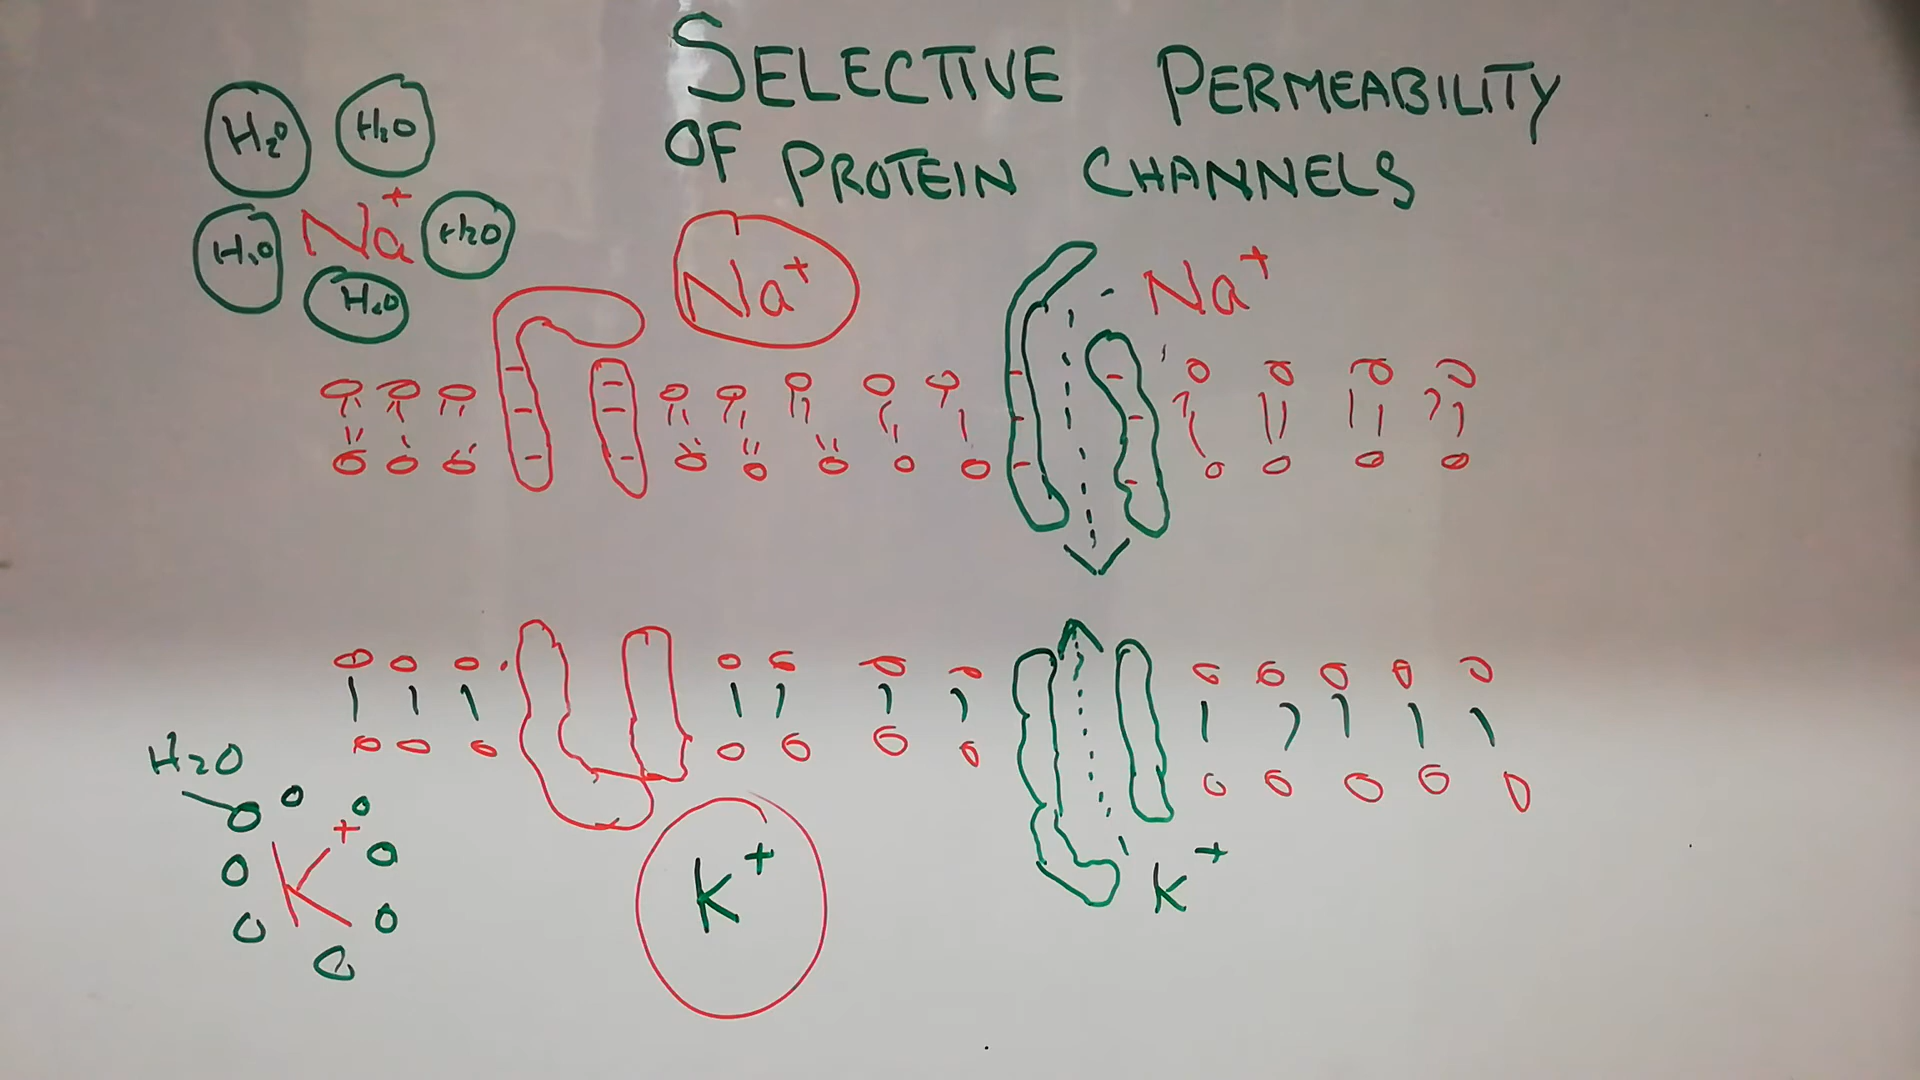 SELECTIVE PERMEABILITY
OF PROTEIN CHANNELS
H₂O H₂O
H₂O Na⁺ H2O
H₂O
Na⁺
Na⁺
H2O
K⁺
K⁺
K⁺